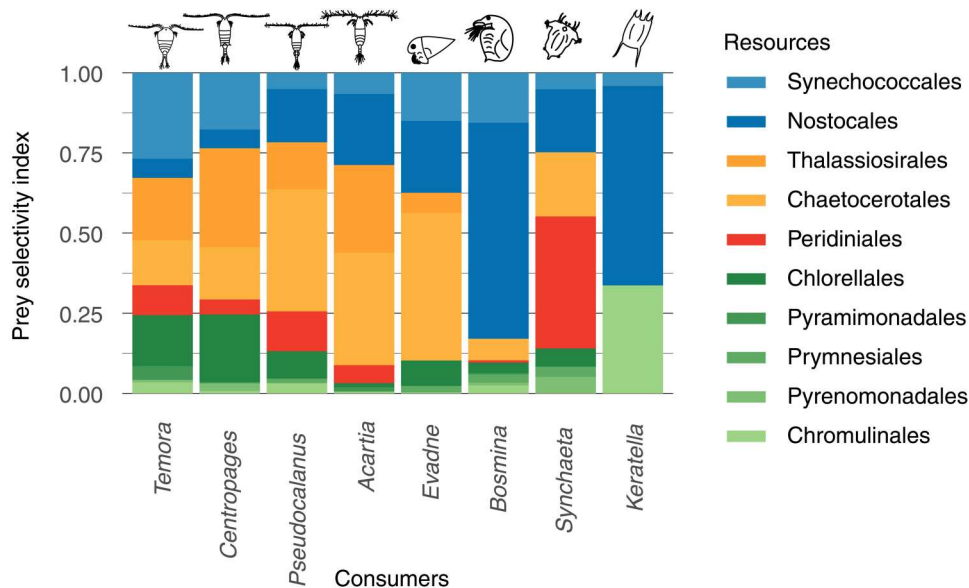 Prey selectivity index
1.00
0.75
0.50
0.25
0.00
Temora
Centropages
Pseudocalanus
Acartia
Evadne
Bosmina
Synchaeta
Keratella
Consumers
Resources
Synechococcales
Nostocales
Thalassiosirales
Chaetocerotales
Peridiniales
Chlorellales
Pyramimonadales
Prymnesiales
Pyrenomonadales
Chromulinales